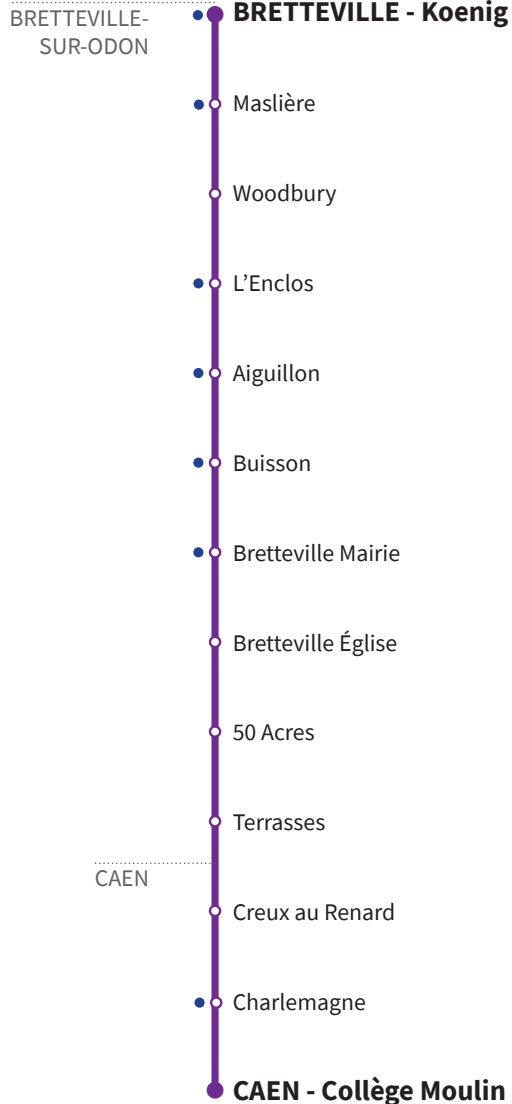 BRETTEVILLE-
SUR-ODON
BRETTEVILLE - Koenig
Maslière
Woodbury
L’Enclos
Aiguillon
Buisson
Bretteville Mairie
Bretteville Église
50 Acres
Terrasses
CAEN
Creux au Renard
Charlemagne
CAEN - Collège Moulin